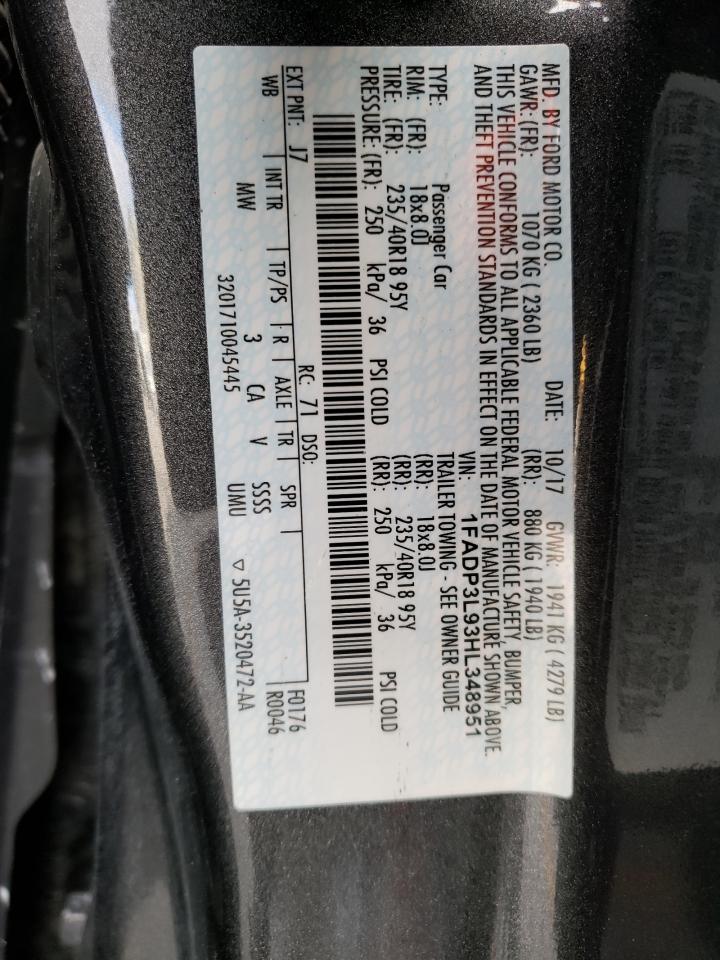 MFD BY FORD MOTOR CO. DATE: 10/17 GVWR: 1941 KG ( 4279 LB)
GAWR: (FR): 1070 KG ( 2360 LB) (RR): 880 KG ( 1940 LB)
THIS VEHICLE CONFORMS TO ALL APPLICABLE FEDERAL MOTOR VEHICLE SAFETY, BUMPER,
AND THEFT PREVENTION STANDARDS IN EFFECT ON THE DATE OF MANUFACTURE SHOWN ABOVE.
VIN: 1FADP3L93HL348951
TYPE: Passenger Car TRAILER TOWING - SEE OWNER GUIDE
RIM: (FR): 18x8.0J (RR): 18x8.0J
TIRE: (FR): 235/40R18 95Y (RR): 235/40R18 95Y
PRESSURE (FR): 250 kPa/ 36 PSI COLD (RR): 250 kPa/ 36 PSI COLD
EXT PNT: J7 RC: 71 DSO: F0176
WB INT TR TP/PS R AXLE TR SPR R0046
MW 3 CA V SSSS
3201710045445 UMU ▽ 5U5A-3520472-AA